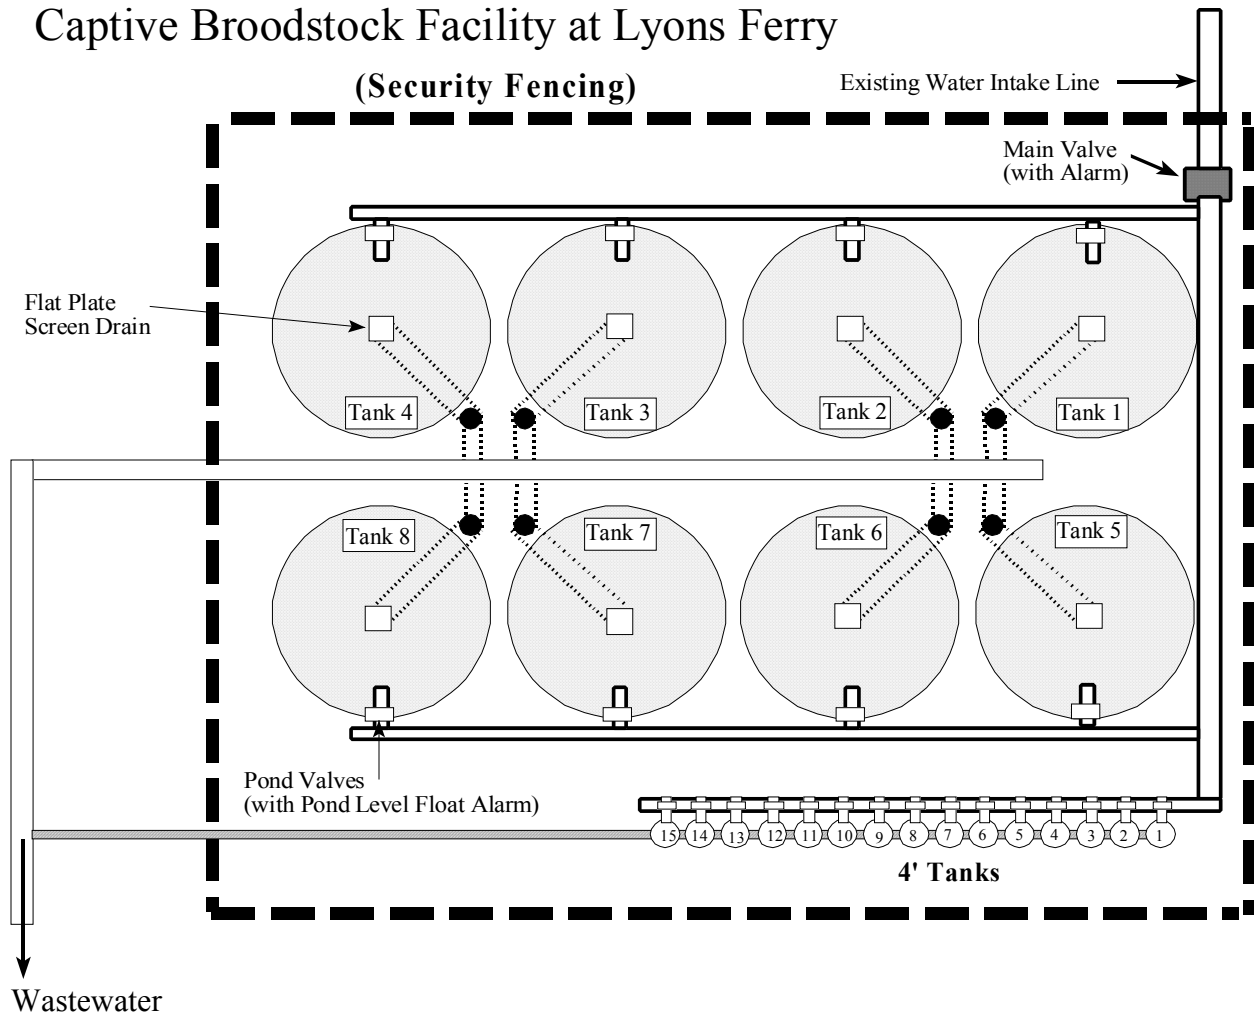 Captive Broodstock Facility at Lyons Ferry
(Security Fencing)
Existing Water Intake Line
Main Valve
(with Alarm)
Flat Plate
Screen Drain
Tank 4
Tank 3
Tank 2
Tank 1
Tank 8
Tank 7
Tank 6
Tank 5
Pond Valves
(with Pond Level Float Alarm)
15 14 13 12 11 10 9 8 7 6 5 4 3 2 1
4' Tanks
Wastewater